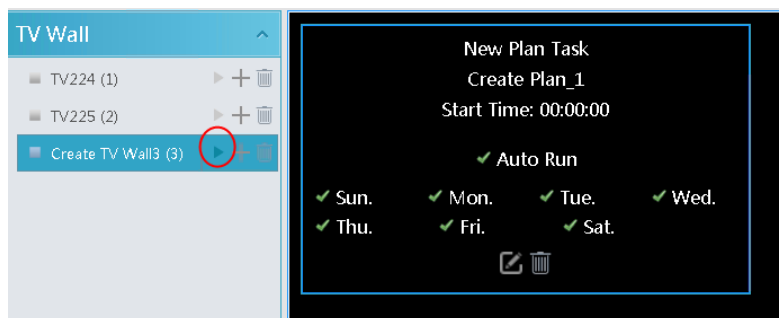 TV Wall
TV224 (1)
TV225 (2)
Create TV Wall3 (3)
New Plan Task
Create Plan_1
Start Time: 00:00:00
Auto Run
Sun. Mon. Tue. Wed.
Thu. Fri. Sat.